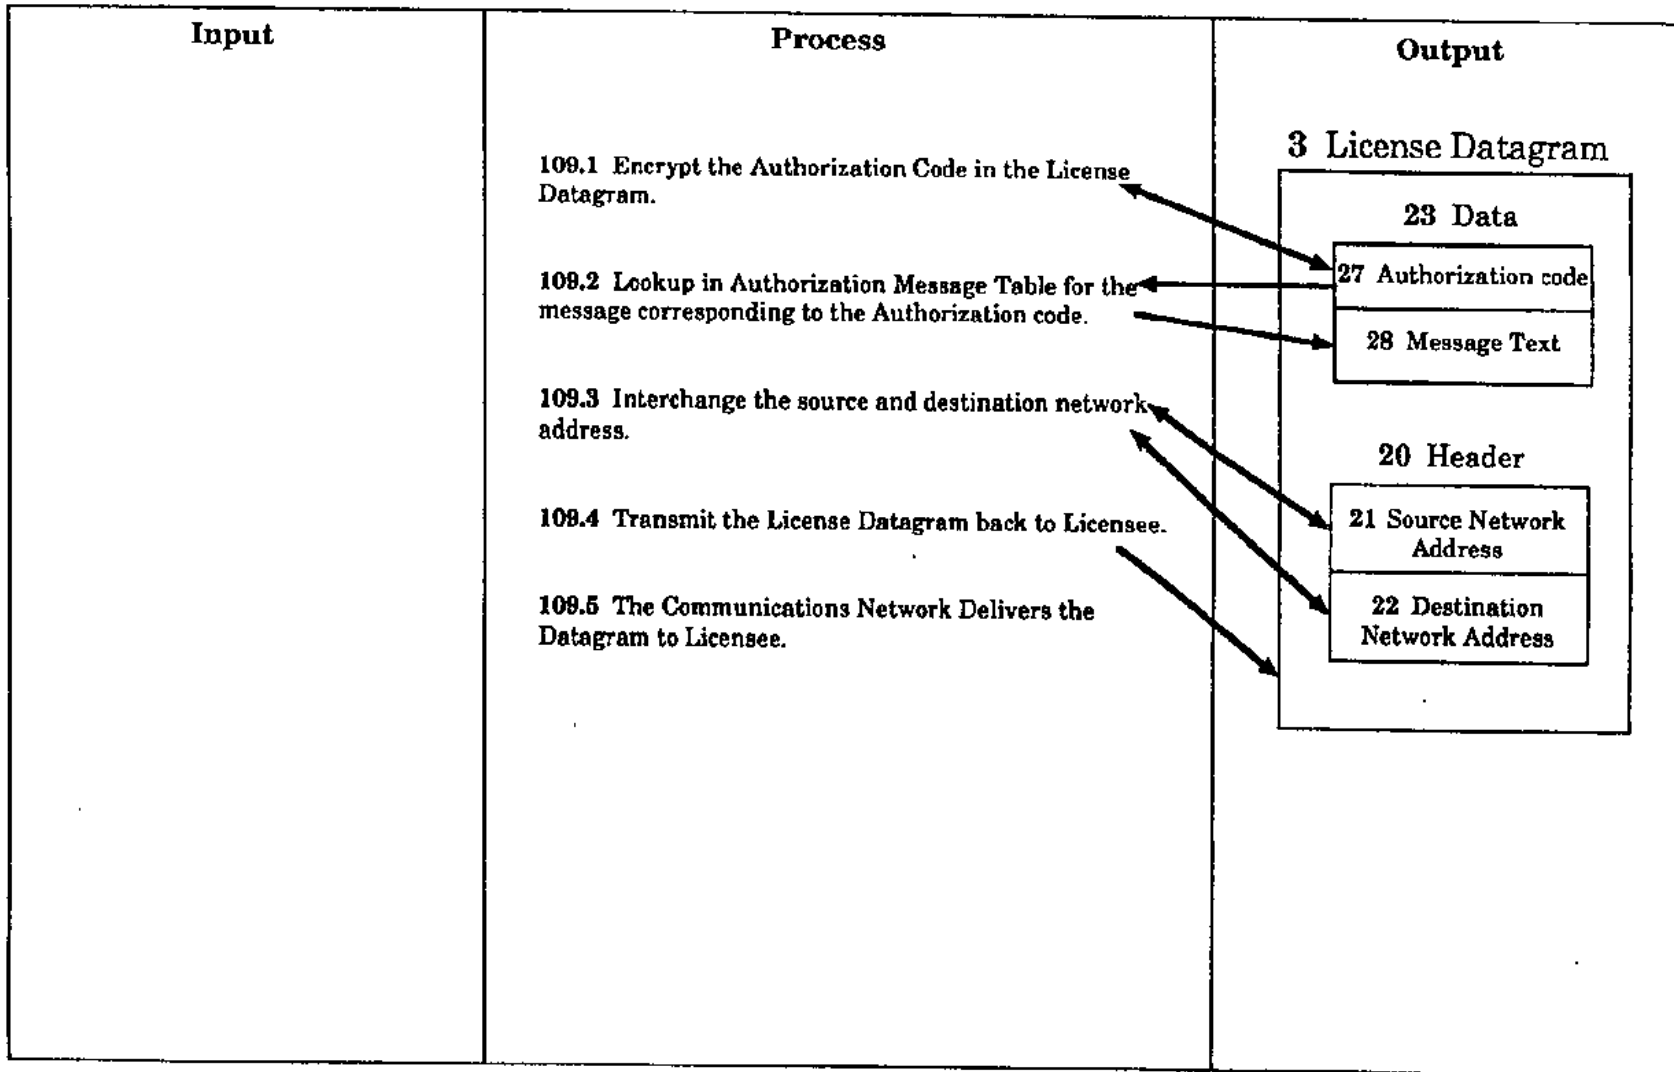 Input
Process
Output
109.1 Encrypt the Authorization Code in the License
Datagram.
109.2 Lookup in Authorization Message Table for the
message corresponding to the Authorization code.
109.3 Interchange the source and destination network
address.
109.4 Transmit the License Datagram back to Licensee.
109.5 The Communications Network Delivers the
Datagram to Licensee.
3 License Datagram
23 Data
27 Authorization code
28 Message Text
20 Header
21 Source Network
Address
22 Destination
Network Address